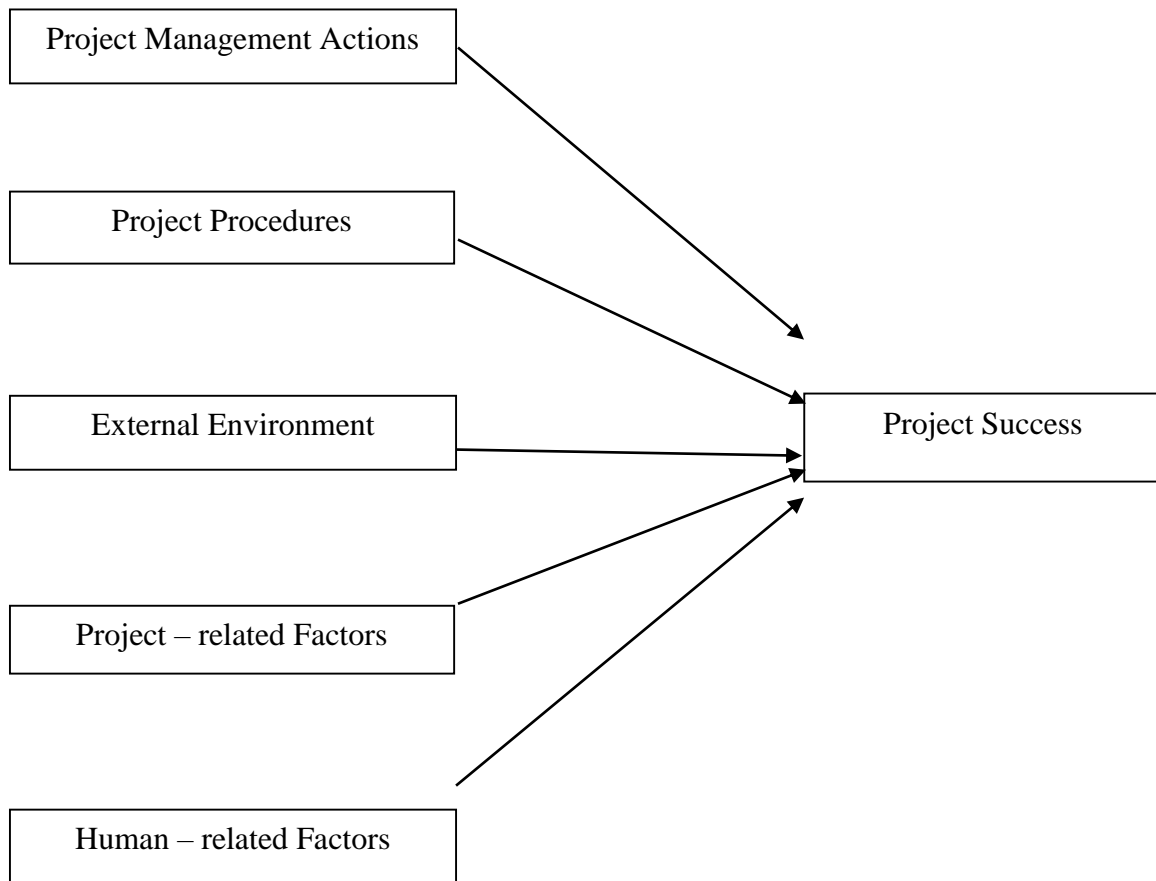 Project Management Actions
Project Procedures
External Environment
Project Success
Project – related Factors
Human – related Factors